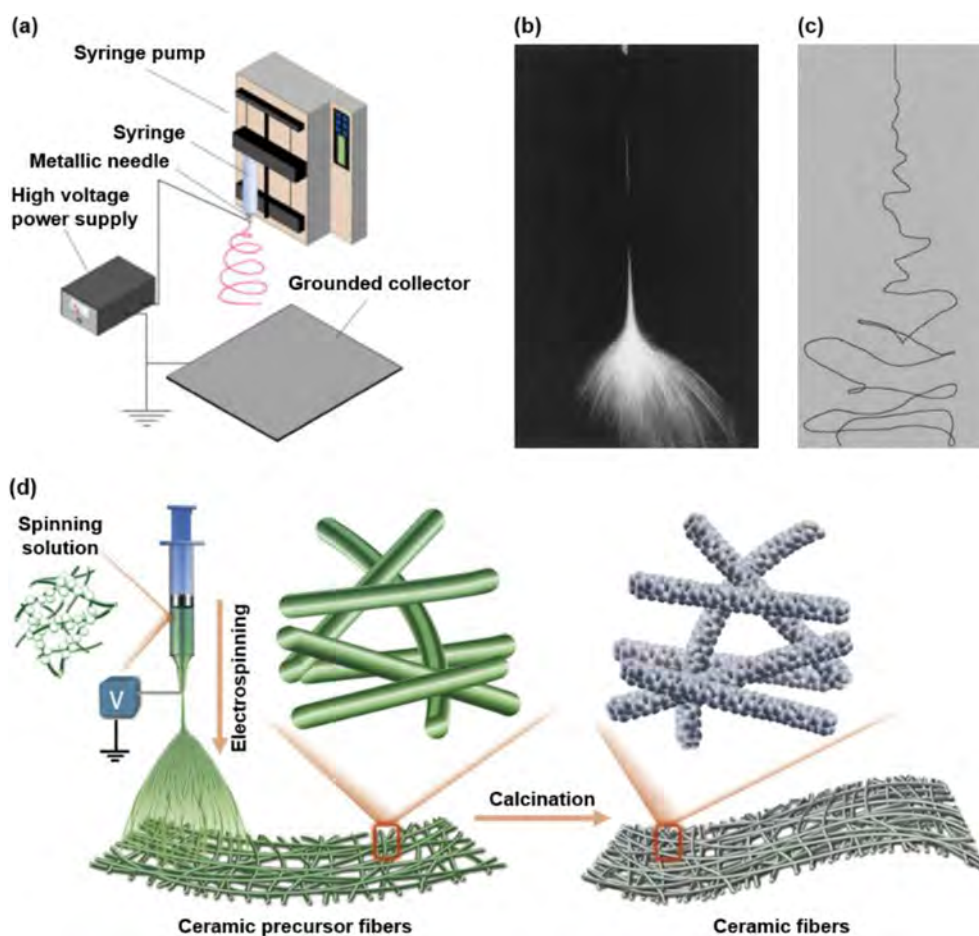 (a)
Syringe pump
Syringe
Metallic needle
High voltage
power supply
Grounded collector
(b)
(c)
(d)
Spinning
solution
V
Electrospinning
Calcination
Ceramic precursor fibers
Ceramic fibers